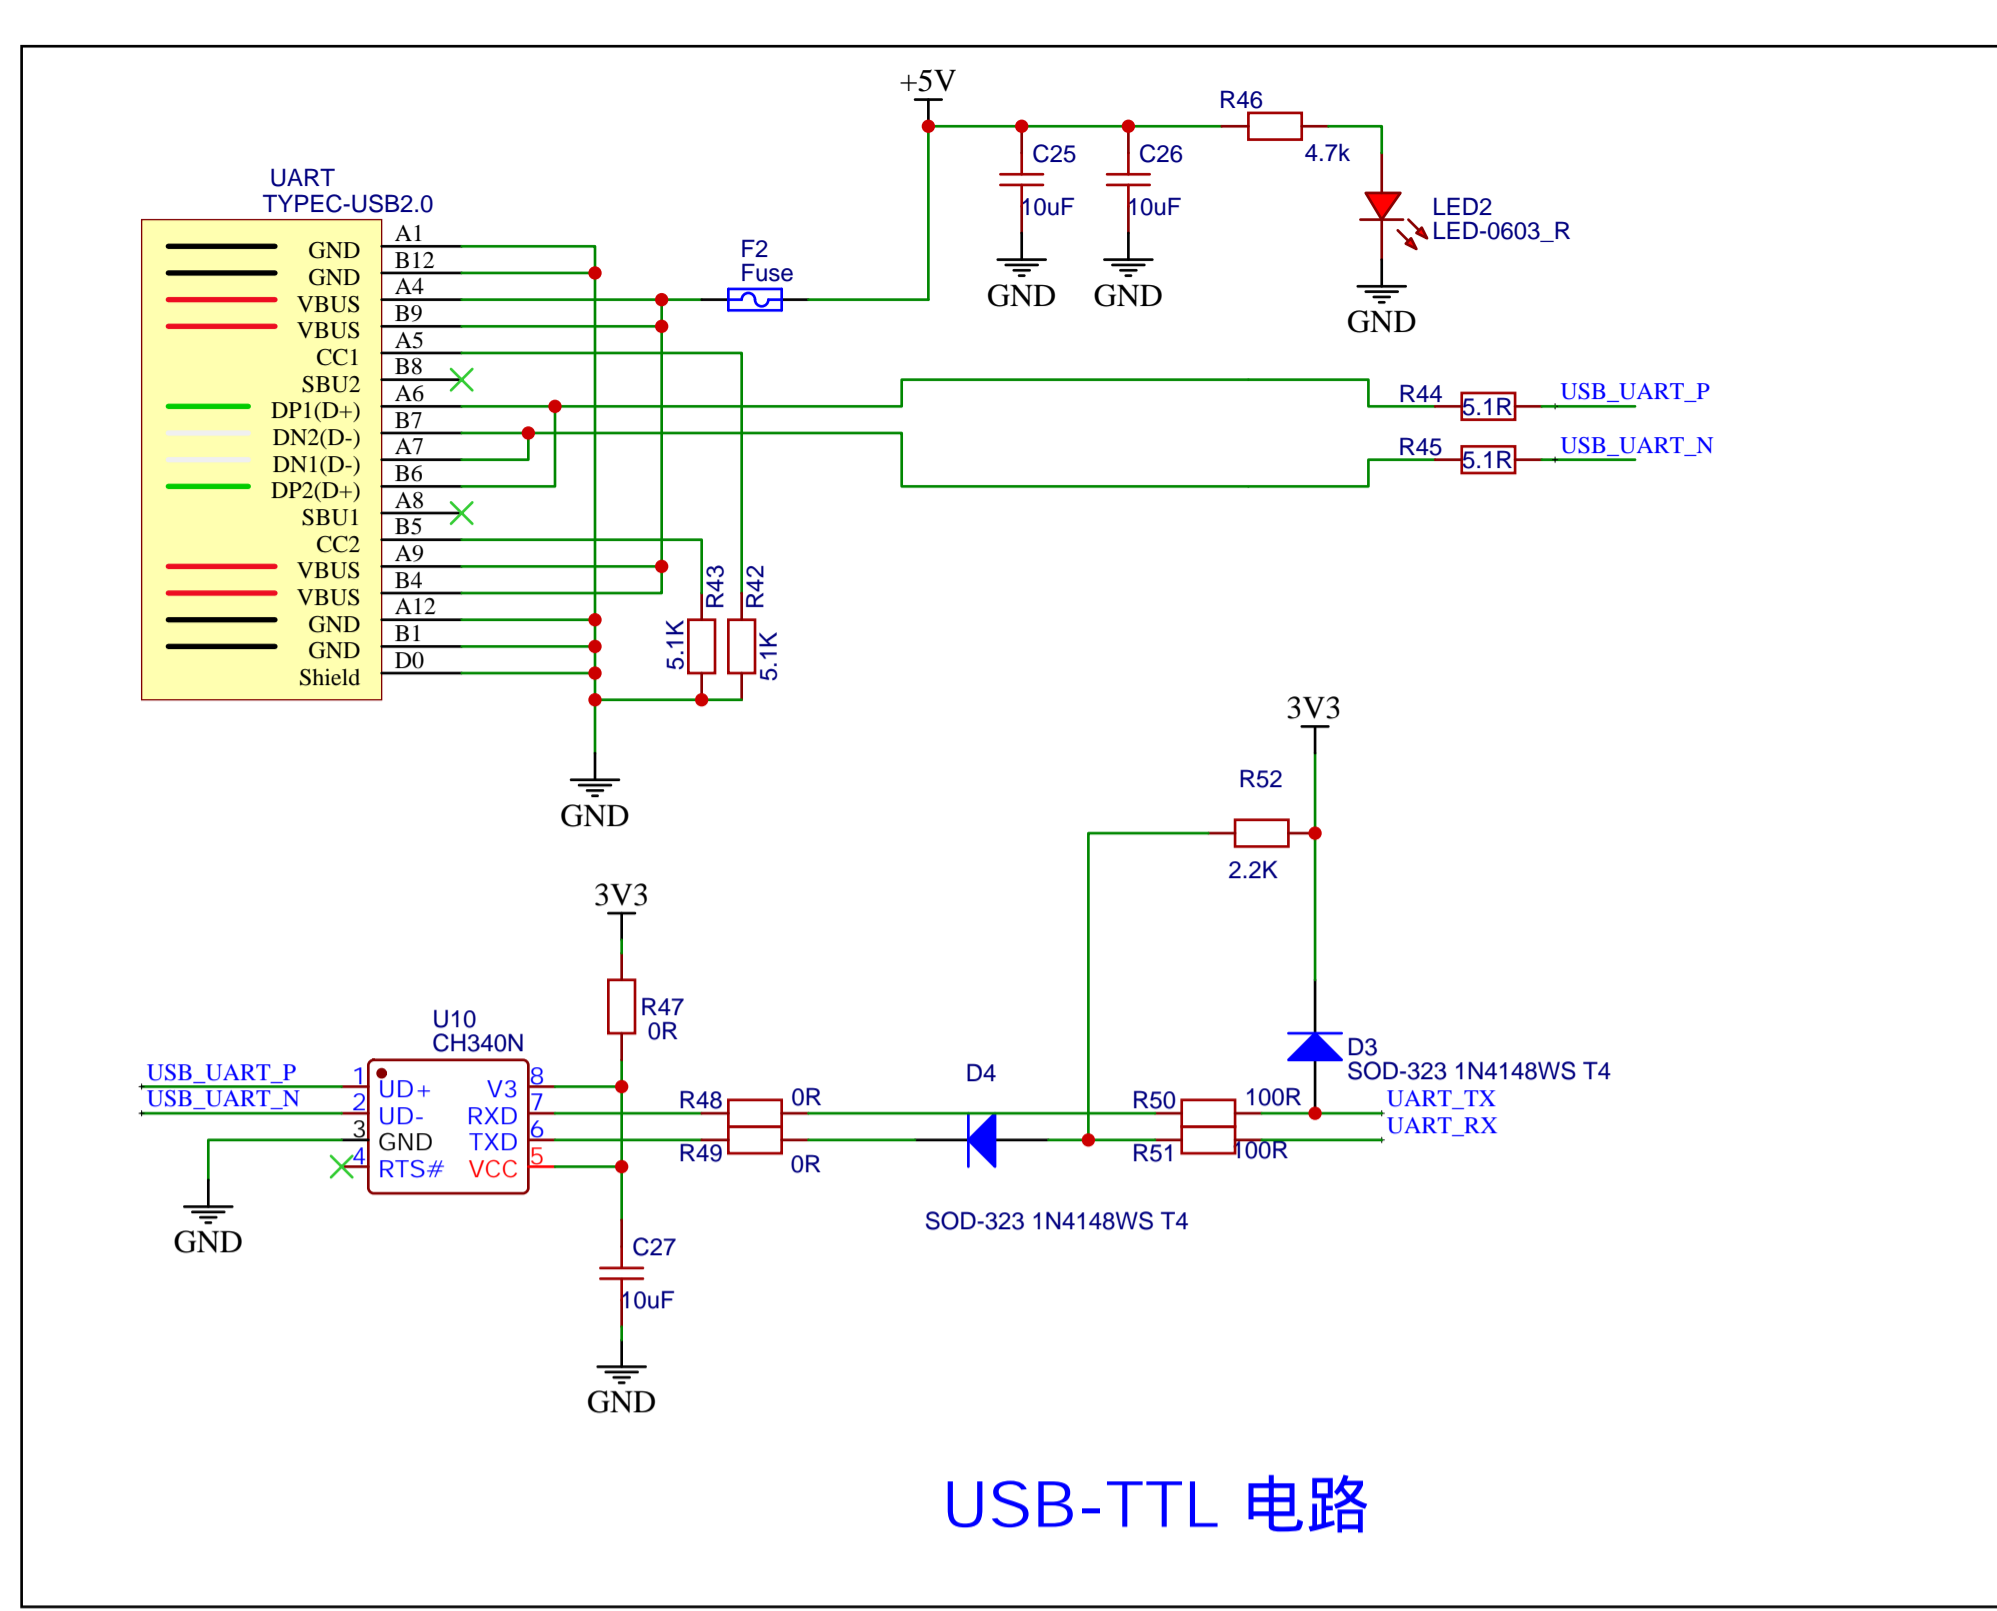 +5V
R46
4.7k
C25
10uF
C26
10uF
LED2
LED-0603_R
GND
GND
GND
UART
TYPEC-USB2.0
GND A1
GND B12
VBUS A4
VBUS B9
CC1 A5
SBU2 B8
DP1(D+) A6
DN2(D-) B7
DN1(D-) A7
DP2(D+) B6
SBU1 A8
CC2 B5
VBUS A9
VBUS B4
GND A12
GND B1
Shield D0
F2
Fuse
R44
5.1R
USB_UART_P
R45
5.1R
USB_UART_N
R43
5.1K
R42
5.1K
GND
3V3
R52
2.2K
3V3
R47
0R
U10
CH340N
USB_UART_P
USB_UART_N
1 UD+
2 UD-
3 GND
4 RTS#
V3 8
RXD 7
TXD 6
VCC 5
GND
R48
0R
R49
0R
D4
SOD-323 1N4148WS T4
R50
100R
R51
100R
D3
SOD-323 1N4148WS T4
UART_TX
UART_RX
C27
10uF
GND
USB-TTL 电路